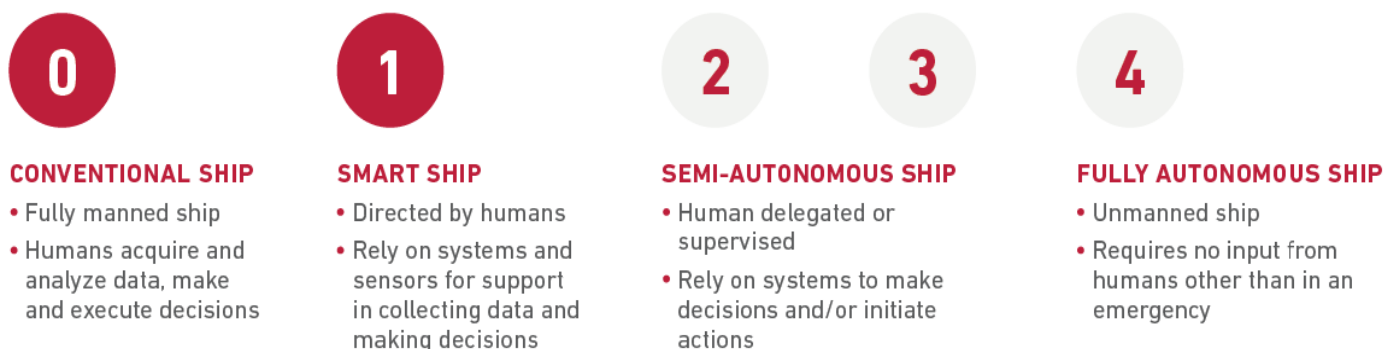 0
CONVENTIONAL SHIP
• Fully manned ship
• Humans acquire and
analyze data, make
and execute decisions
1
SMART SHIP
• Directed by humans
• Rely on systems and
sensors for support
in collecting data and
making decisions
2 3
SEMI-AUTONOMOUS SHIP
• Human delegated or
supervised
• Rely on systems to make
decisions and/or initiate
actions
4
FULLY AUTONOMOUS SHIP
• Unmanned ship
• Requires no input from
humans other than in an
emergency